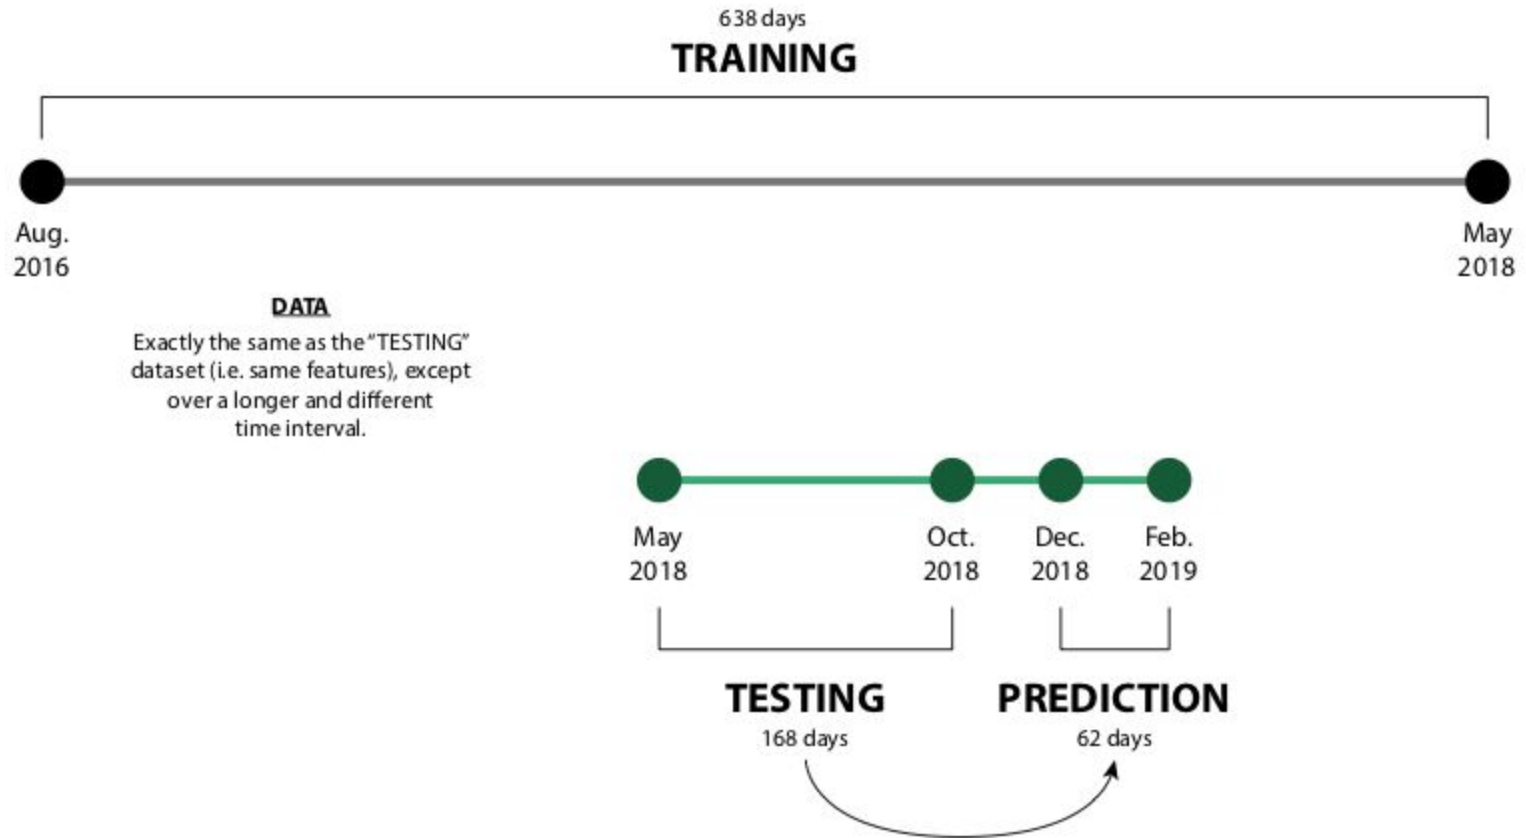 638 days
TRAINING
Aug.
2016
May
2018
DATA
Exactly the same as the "TESTING"
dataset (i.e. same features), except
over a longer and different
time interval.
May
2018
Oct.
2018
Dec.
2018
Feb.
2019
TESTING
168 days
PREDICTION
62 days